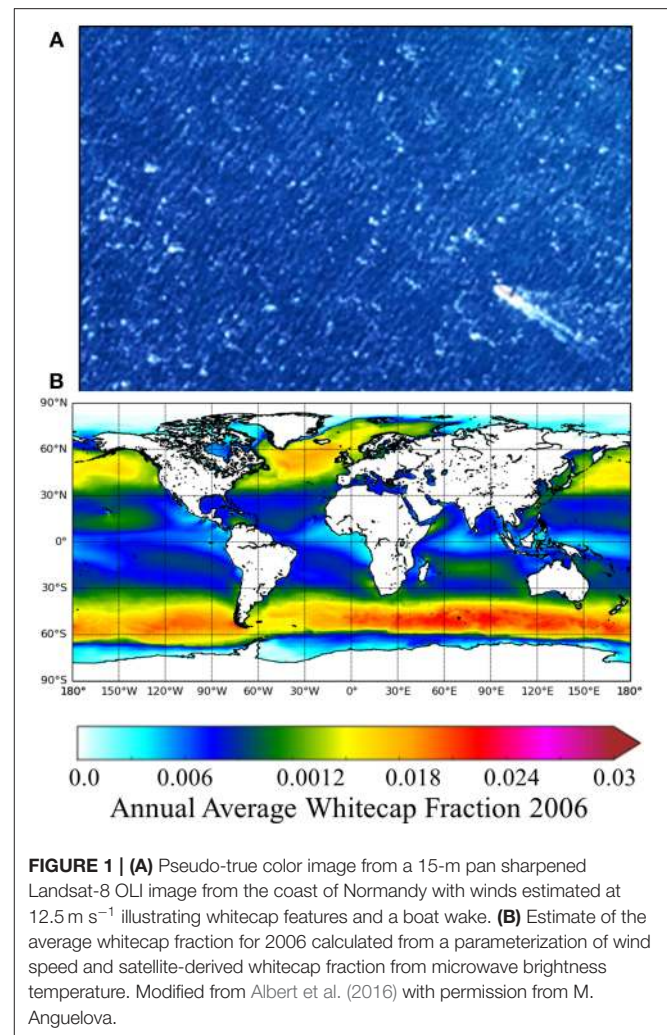 A
B
90°N
60°N
30°N
0°
30°S
60°S
90°S
180° 150°W 120°W 90°W 60°W 30°W 0° 30°E 60°E 90°E 120°E 150°E 180°
0.0 0.006 0.0012 0.018 0.024 0.03
Annual Average Whitecap Fraction 2006
FIGURE 1 | (A) Pseudo-true color image from a 15-m pan sharpened
Landsat-8 OLI image from the coast of Normandy with winds estimated at
12.5 m s⁻¹ illustrating whitecap features and a boat wake. (B) Estimate of the
average whitecap fraction for 2006 calculated from a parameterization of wind
speed and satellite-derived whitecap fraction from microwave brightness
temperature. Modified from Albert et al. (2016) with permission from M.
Anguelova.